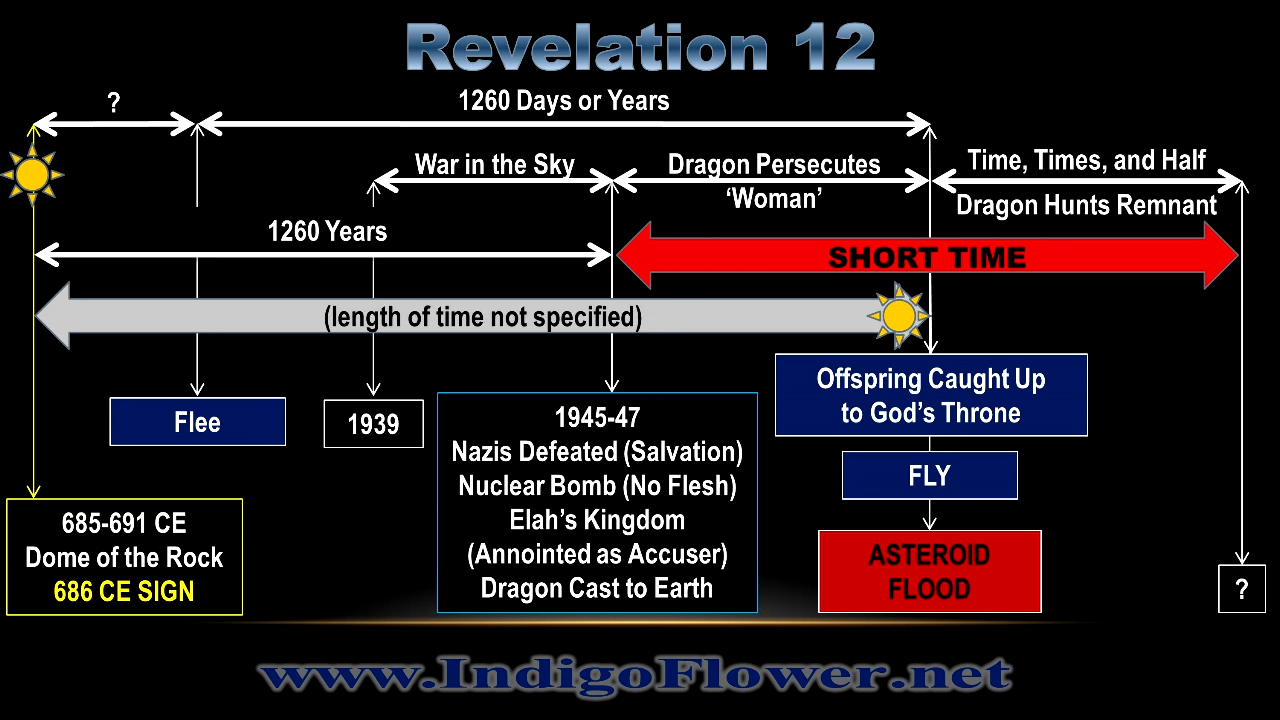 Revelation 12
?
1260 Days or Years
War in the Sky
Dragon Persecutes
‘Woman’
Time, Times, and Half
Dragon Hunts Remnant
1260 Years
SHORT TIME
(length of time not specified)
Flee
1939
1945-47
Nazis Defeated (Salvation)
Nuclear Bomb (No Flesh)
Elah’s Kingdom
(Annointed as Accuser)
Dragon Cast to Earth
Offspring Caught Up
to God’s Throne
FLY
ASTEROID
FLOOD
685-691 CE
Dome of the Rock
686 CE SIGN
?
www.IndigoFlower.net